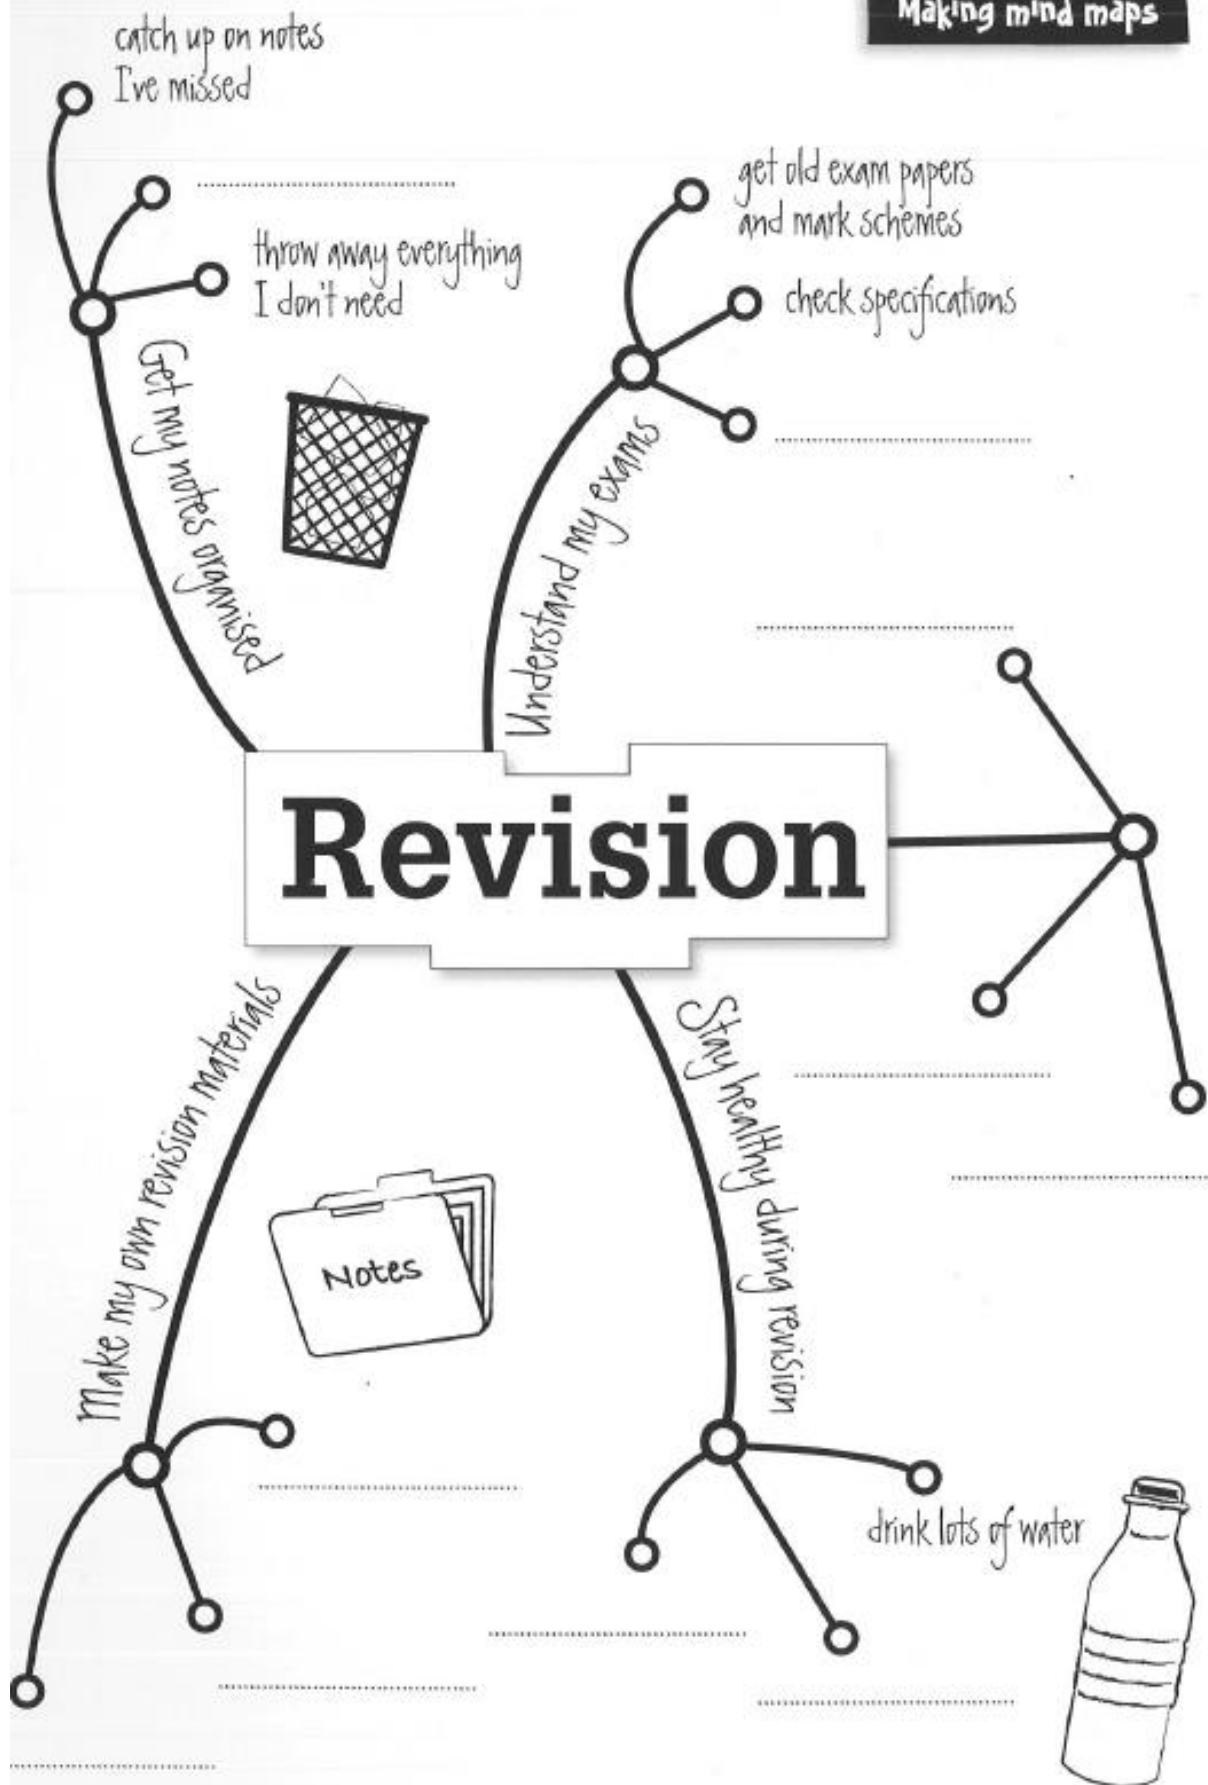 Making mind maps
catch up on notes
I've missed
throw away everything
I don't need
Get my notes organised
get old exam papers
and mark schemes
check specifications
Understand my exams
Revision
Make my own revision materials
Notes
Stay healthy during revision
drink lots of water